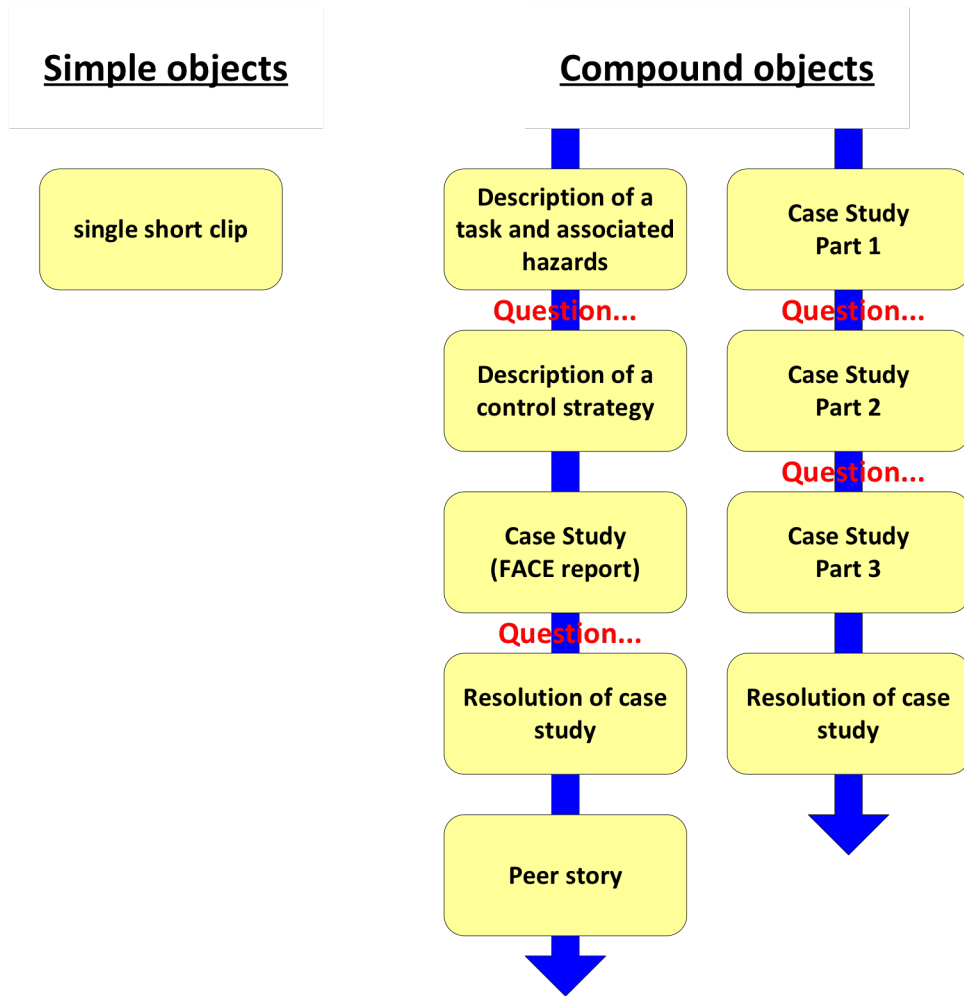 Simple objects
single short clip
Compound objects
Description of a
task and associated
hazards
Question...
Description of a
control strategy
Case Study
(FACE report)
Question...
Resolution of case
study
Peer story
Case Study
Part 1
Question...
Case Study
Part 2
Question...
Case Study
Part 3
Resolution of case
study